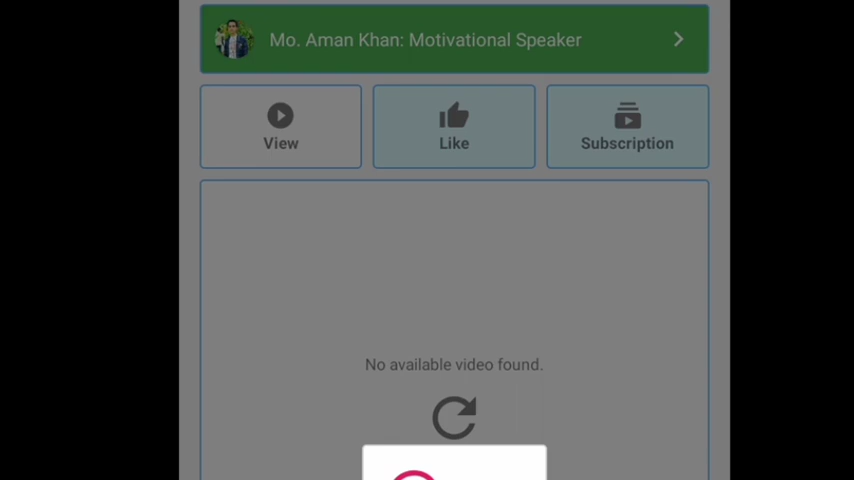 Mo. Aman Khan: Motivational Speaker
View
Like
Subscription
No available video found.